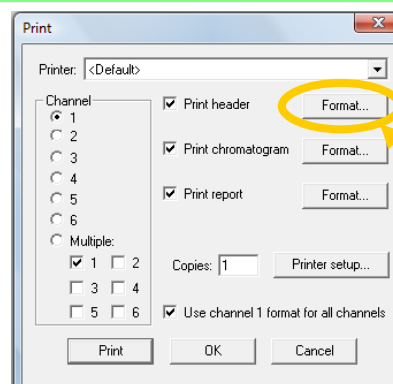 Print
Printer: <Default>
Channel
1
2
3
4
5
6
Multiple:
1 2
3 4
5 6
Print header Format...
Print chromatogram Format...
Print report Format...
Copies: 1 Printer setup...
Use channel 1 format for all channels
Print OK Cancel